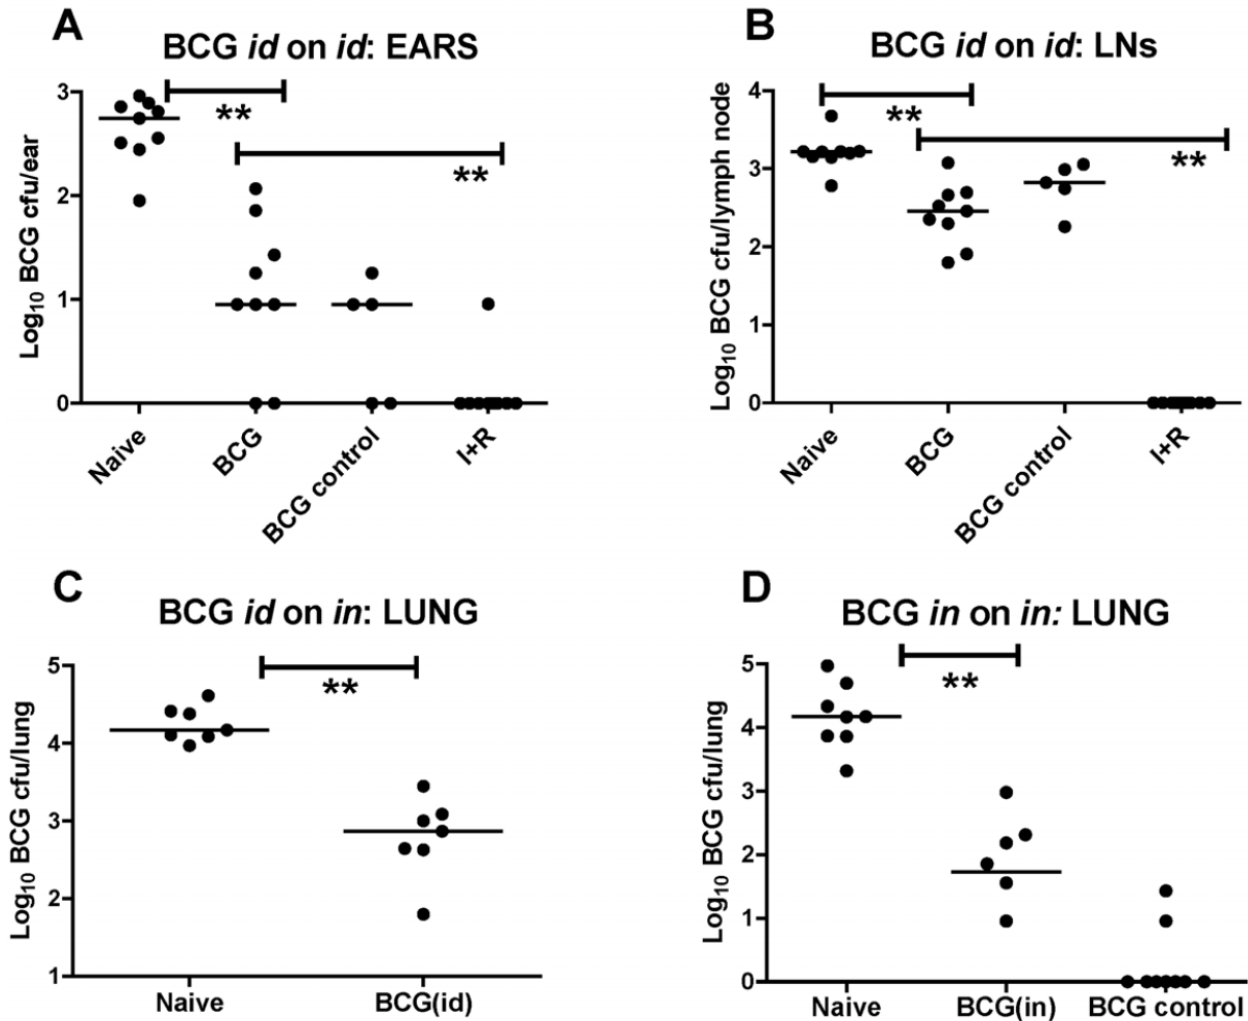 A
BCG id on id: EARS
Log10 BCG cfu/ear
3
2
1
0
**
**
Naive
BCG
BCG control
I+R
B
BCG id on id: LNs
Log10 BCG cfu/lymph node
4
3
2
1
0
**
**
Naive
BCG
BCG control
I+R
C
BCG id on in: LUNG
Log10 BCG cfu/lung
5
4
3
2
1
**
Naive
BCG(id)
D
BCG in on in: LUNG
Log10 BCG cfu/lung
5
4
3
2
1
0
**
Naive
BCG(in)
BCG control